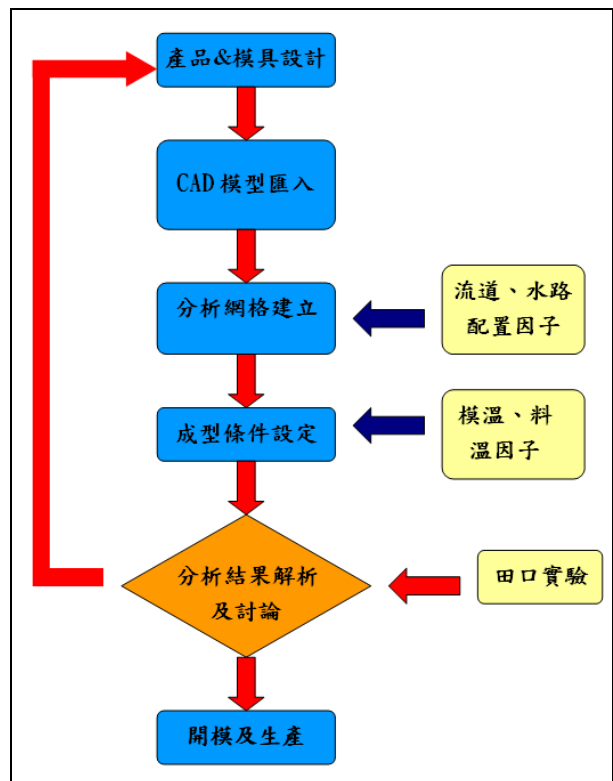 產品&模具設計
CAD模型匯入
分析網格建立
流道、水路
配置因子
成型條件設定
模溫、料
溫因子
分析結果解析
及討論
田口實驗
開模及生產